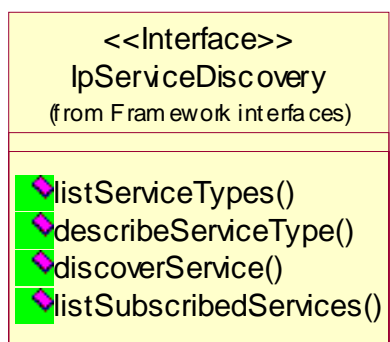 <<Interface>>
IpServiceDiscovery
(from Framework interfaces)
listServiceTypes()
describeServiceType()
discoverService()
listSubscribedServices()